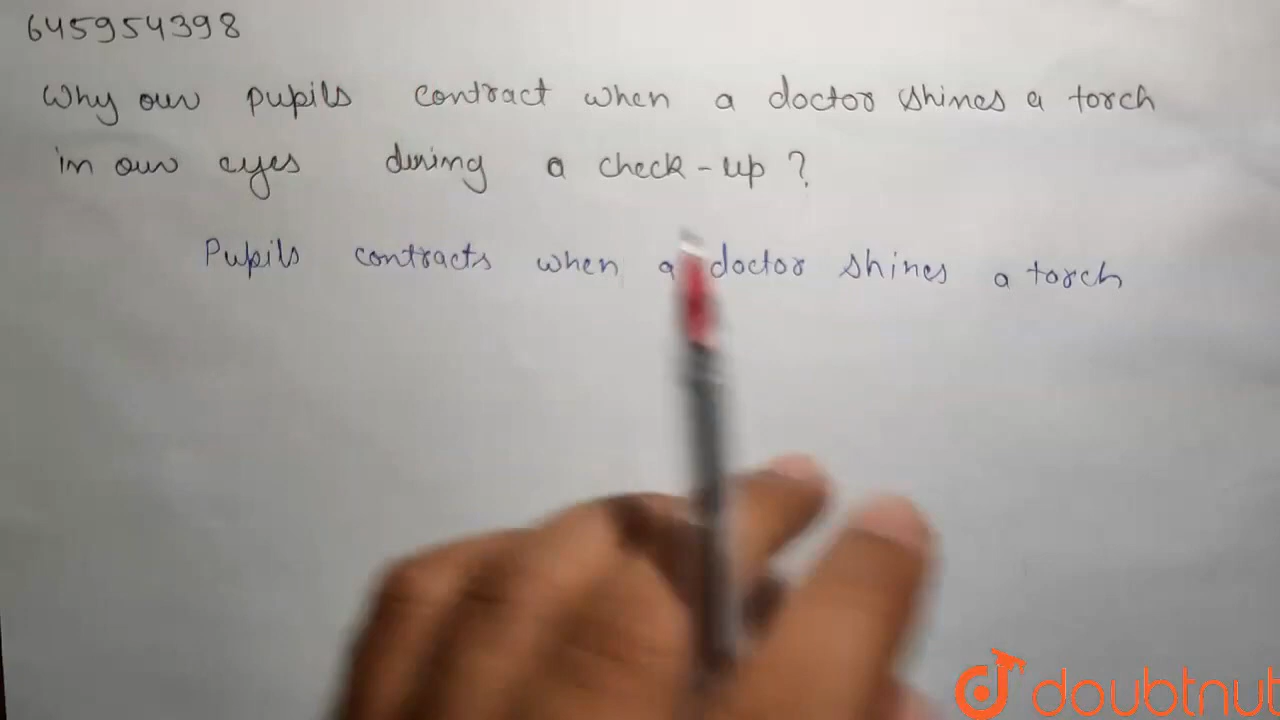 645954398
Why our pupils contract when a doctor shines a torch
in our eyes during a check-up?
Pupils contracts when a doctor shines a torch
doubtnut